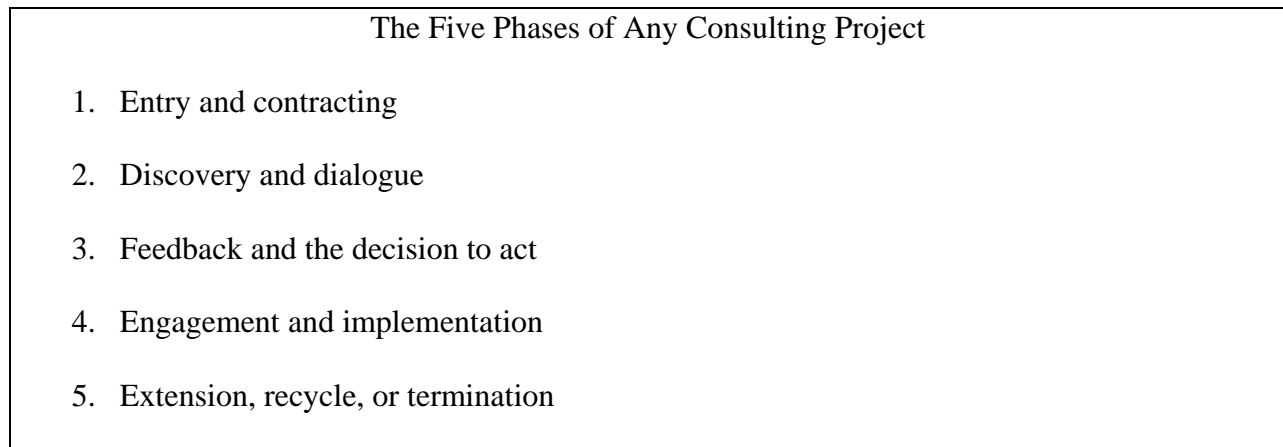 The Five Phases of Any Consulting Project
1. Entry and contracting
2. Discovery and dialogue
3. Feedback and the decision to act
4. Engagement and implementation
5. Extension, recycle, or termination